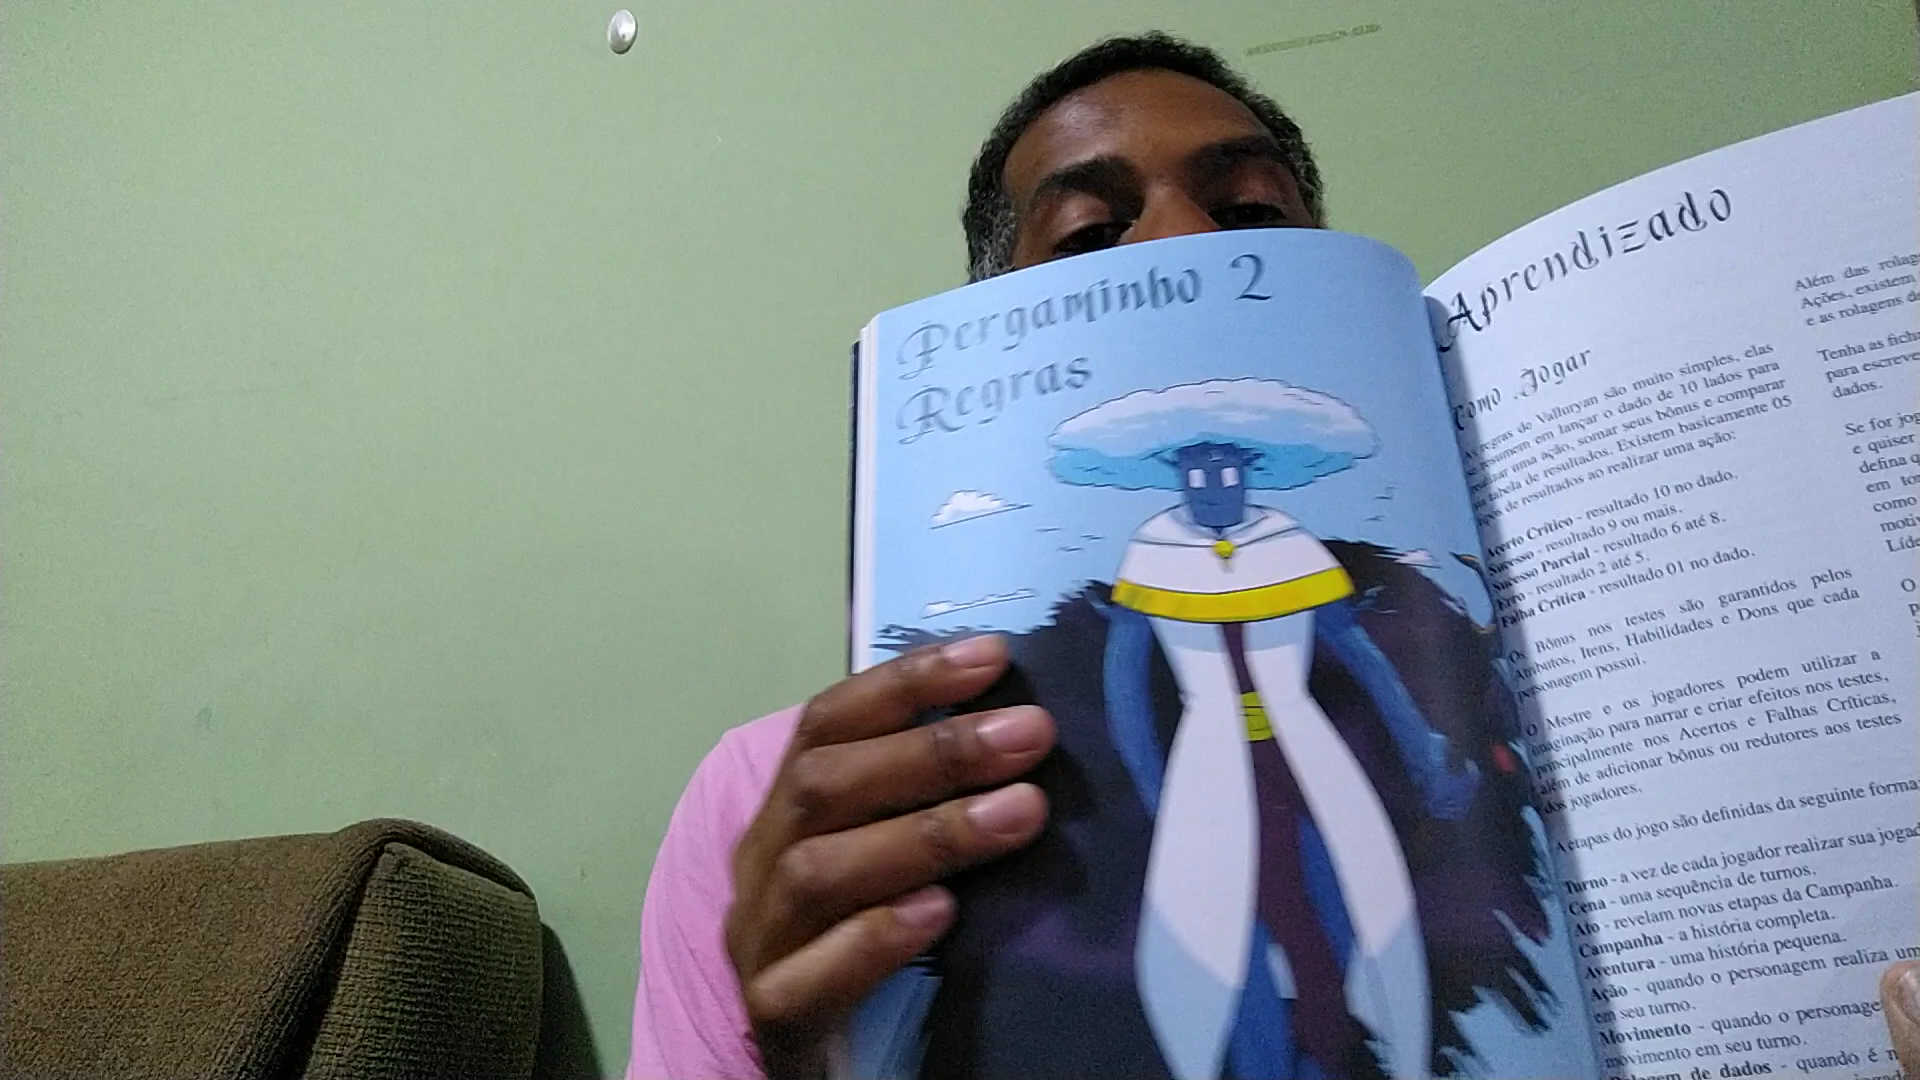 Pergaminho 2
Regras
Aprendizado
Como Jogar
regras de Valluryan são muito simples, elas
se resumem em lançar o dado de 10 lados para
realizar uma ação, somar seus bônus e comparar
tabela de resultados. Existem basicamente 05
tipos de resultados ao realizar uma ação:
Acerto Crítico - resultado 10 no dado.
Sucesso - resultado 9 ou mais.
Sucesso Parcial - resultado 6 até 8.
Erro - resultado 2 até 5.
Falha Crítica - resultado 01 no dado.
Os Bônus nos testes são garantidos pelos
Atributos, Itens, Habilidades e Dons que cada
personagem possui.
O Mestre e os jogadores podem utilizar a
imaginação para narrar e criar efeitos nos testes,
principalmente nos Acertos e Falhas Críticas,
além de adicionar bônus ou redutores aos testes
dos jogadores.
A etapas do jogo são definidas da seguinte forma
Turno - a vez de cada jogador realizar sua
Cena - uma sequência de turnos.
Ato - revelam novas etapas da Campanha.
Campanha - a história completa.
Aventura - uma história pequena.
Ação - quando o personagem realiza
em seu turno.
Movimento - quando o
movimento em seu turno.
de dados - quando é
Além das
Ações, existem
e as rolagens
Tenha as
para
dados.
Se for
e quiser
defina
em
como